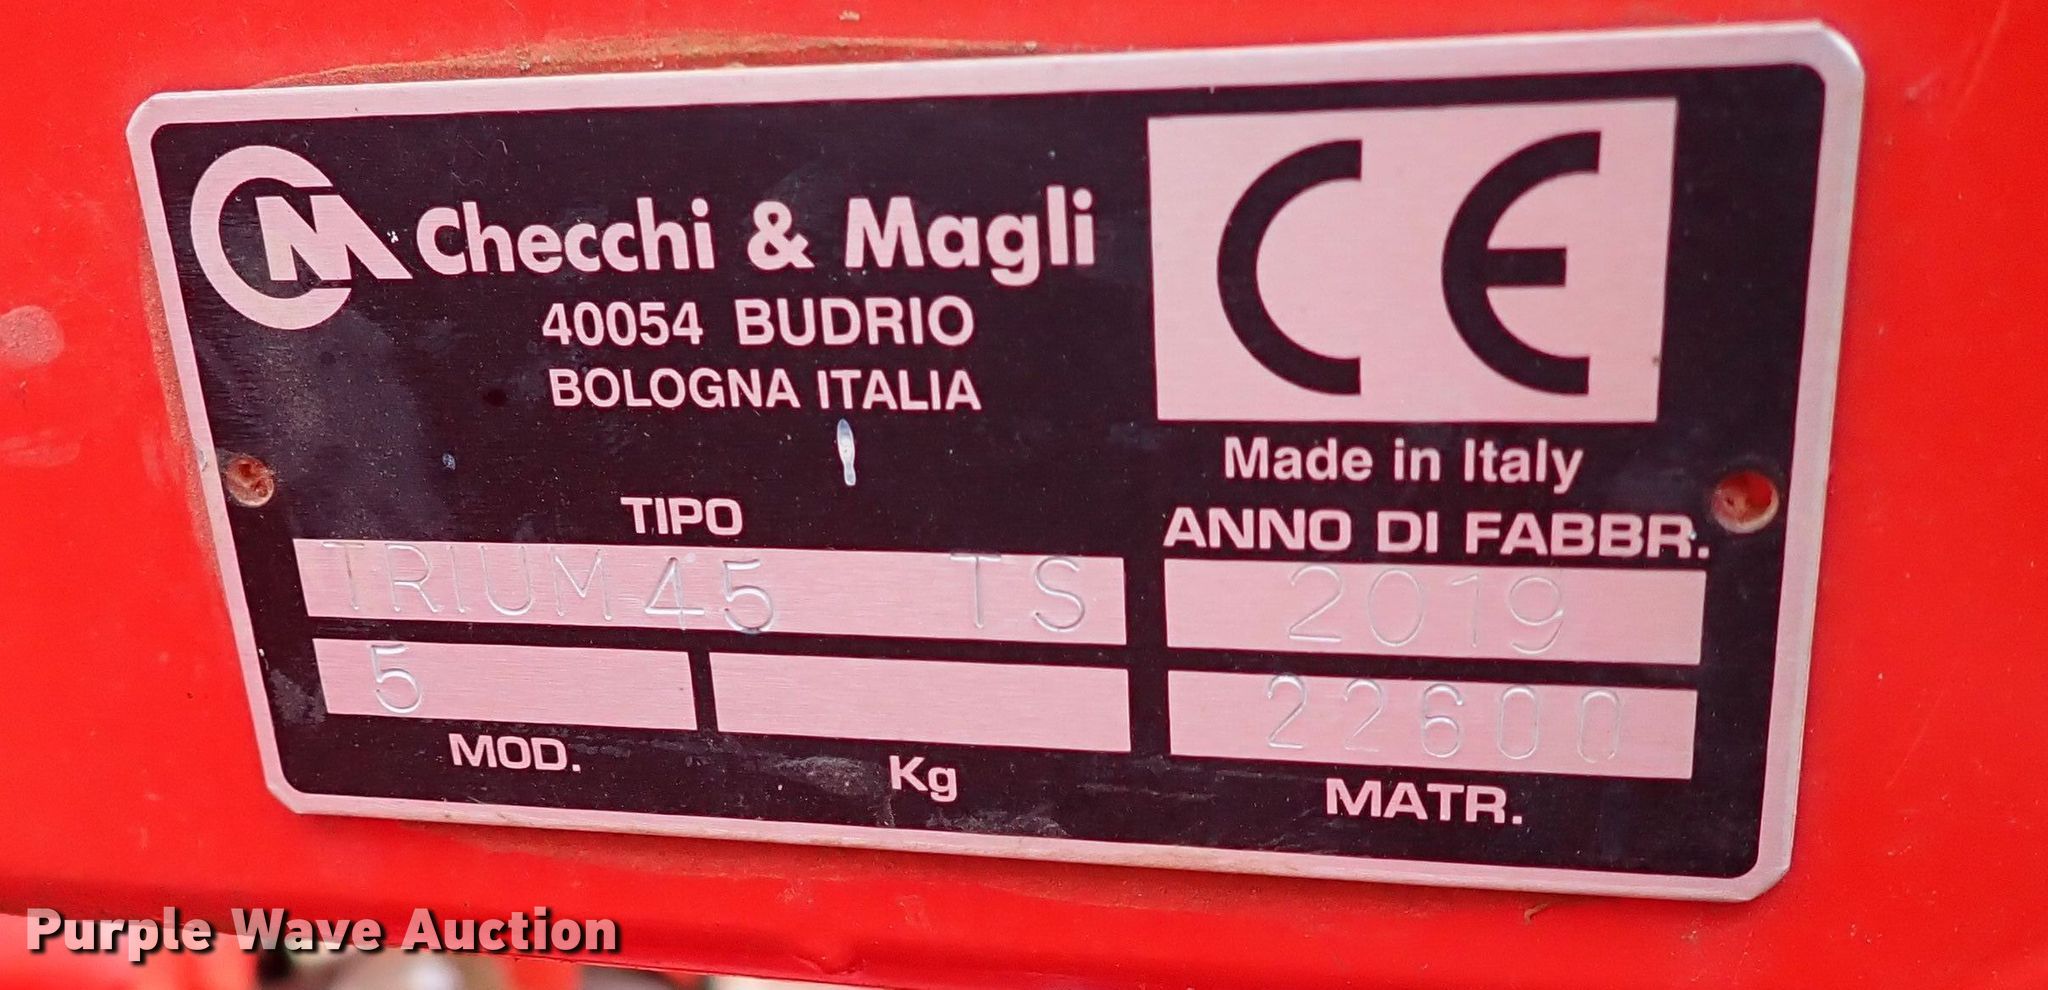 CM Checchi & Magli
40054 BUDRIO
BOLOGNA ITALIA
CE
Made in Italy
TIPO
TRIUM 45 TS
ANNO DI FABBR.
2019
5
MOD.
Kg
22600
MATR.
Purple Wave Auction